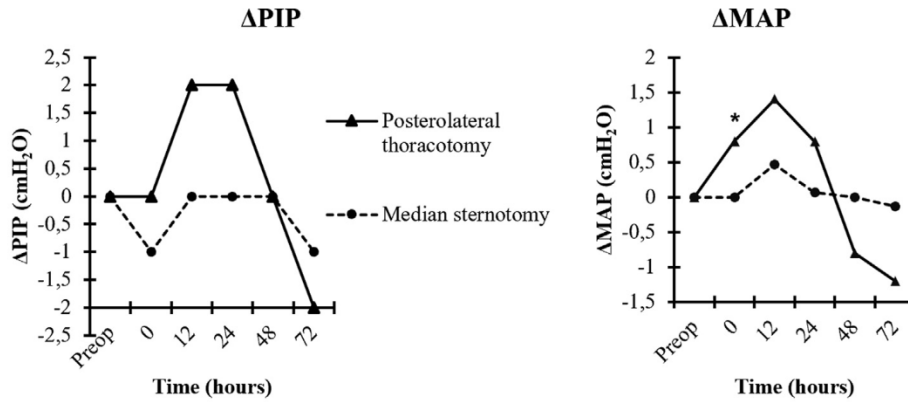 ΔPIP
2,5
2
1,5
1
0,5
0
-0,5
-1
-1,5
-2
-2,5
ΔPIP (cmH₂O)
Preop
0
12
24
48
72
Time (hours)
Posterolateral
thoracotomy
Median sternotomy
ΔMAP
2
1,5
1
0,5
0
-0,5
-1
-1,5
ΔMAP (cmH₂O)
*
Preop
0
12
24
48
72
Time (hours)